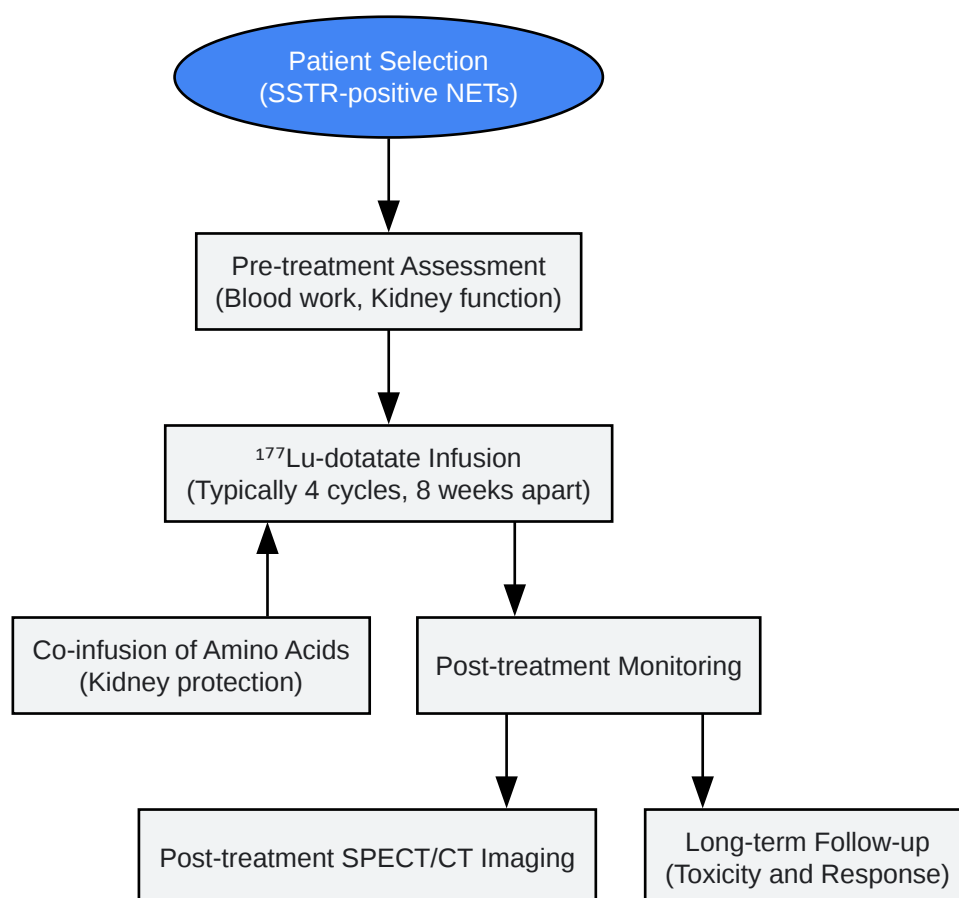 Patient Selection
(SSTR-positive NETs)
Pre-treatment Assessment
(Blood work, Kidney function)
¹⁷⁷Lu-dotatate Infusion
(Typically 4 cycles, 8 weeks apart)
Co-infusion of Amino Acids
(Kidney protection)
Post-treatment Monitoring
Post-treatment SPECT/CT Imaging
Long-term Follow-up
(Toxicity and Response)